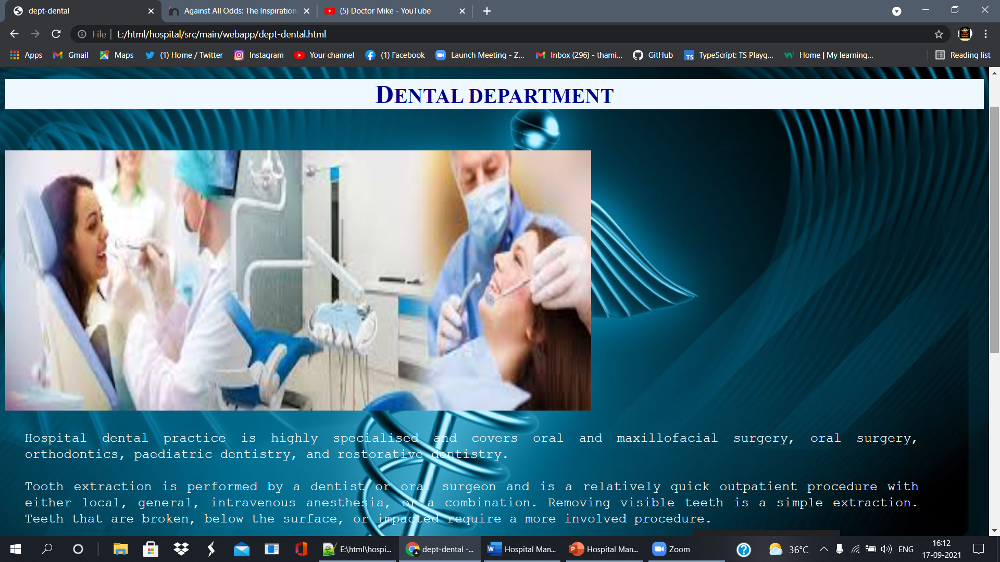 dept-dental
Against All Odds: The Inspiration
(5) Doctor Mike - YouTube
File
E:/html/hospital/src/main/webapp/dept-dental.html
Apps
Gmail
Maps
(1) Home / Twitter
Instagram
Your channel
(1) Facebook
Launch Meeting - Z...
Inbox (296) - thami...
GitHub
TS
TypeScript: TS Playg...
Home | My learning...
Reading list
DENTAL DEPARTMENT
Hospital dental practice is highly specialised and covers oral and maxillofacial surgery, oral surgery,
orthodontics, paediatric dentistry, and restorative dentistry.
Tooth extraction is performed by a dentist or oral surgeon and is a relatively quick outpatient procedure with
either local, general, intravenous anesthesia, or a combination. Removing visible teeth is a simple extraction.
Teeth that are broken, below the surface, or impacted require a more involved procedure.
E:\html\hospi...
dept-dental -...
Hospital Man...
Hospital Man...
Zoom
36°C
ENG
16:12
17-09-2021